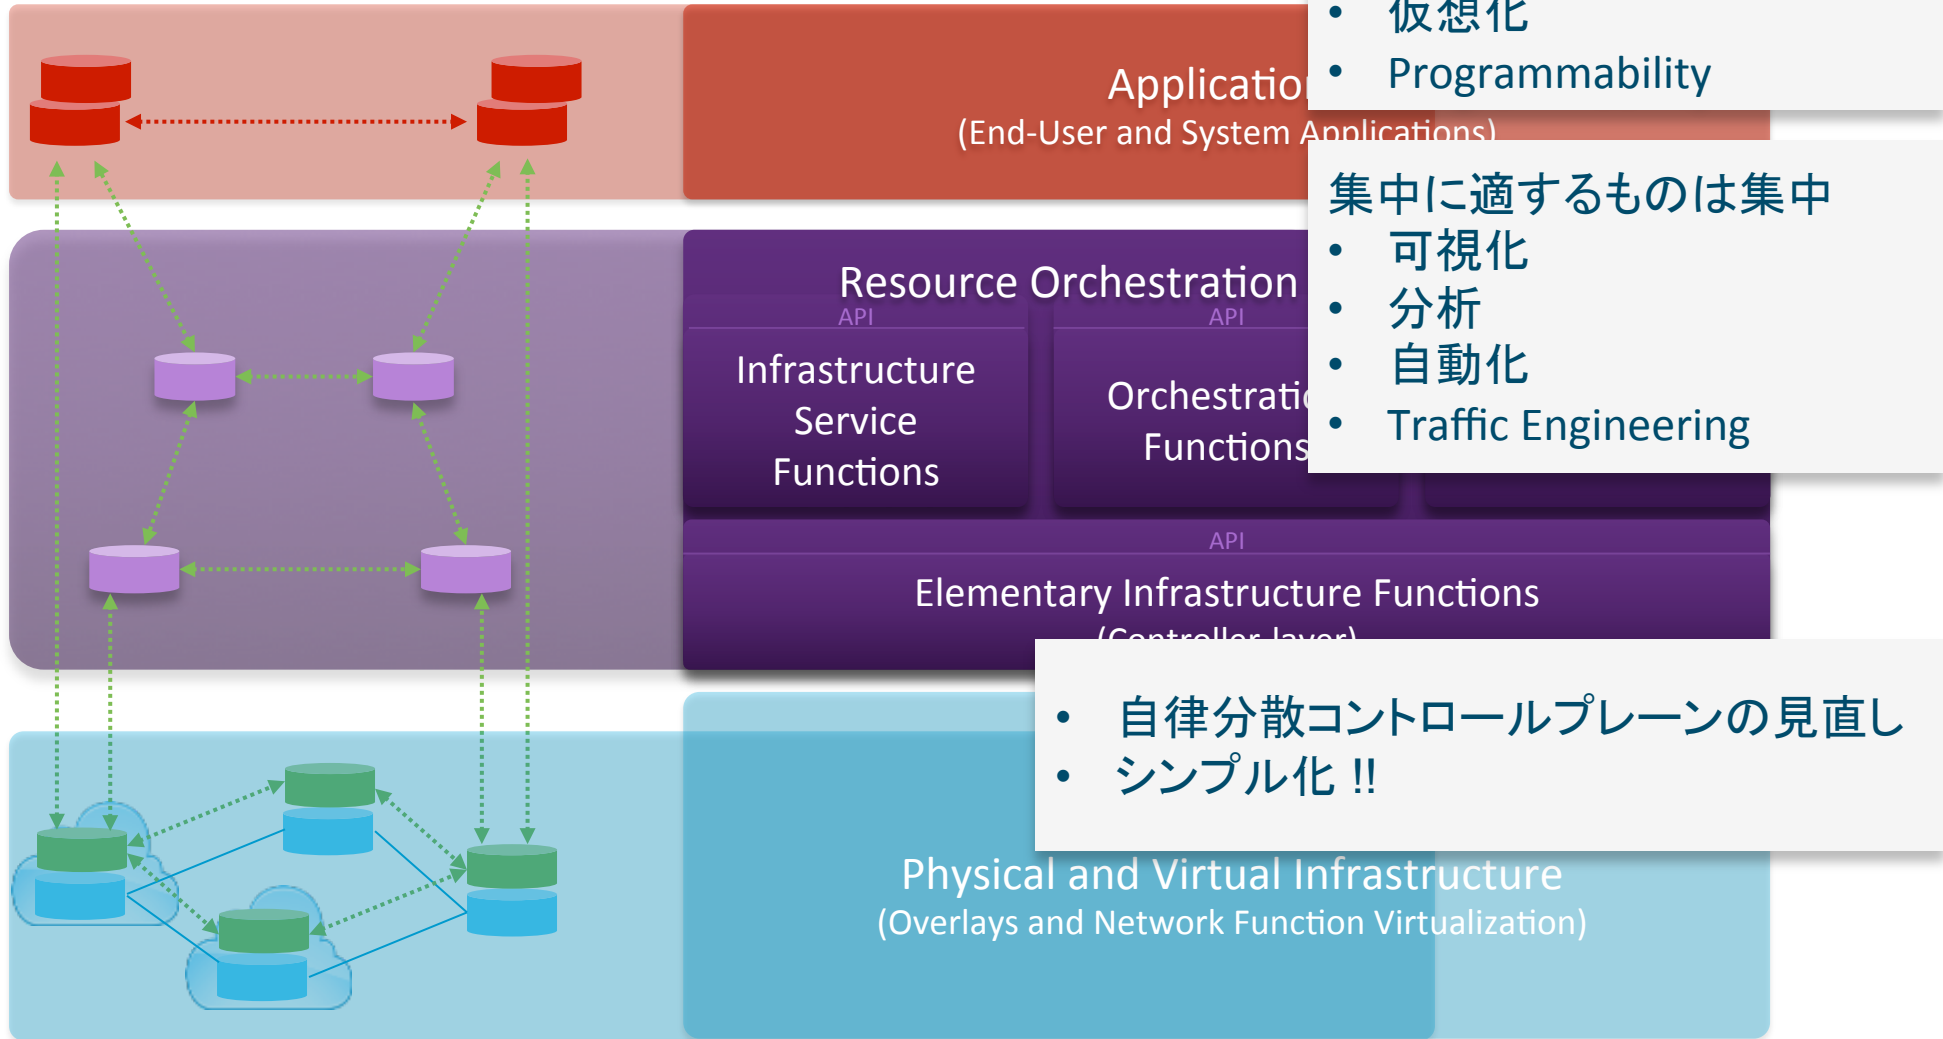 • 仮想化
• Programmability
Application
(End-User and System Applications)
集中に適するものは集中
• 可視化
• 分析
• 自動化
• Traffic Engineering
Resource Orchestration
API
API
Infrastructure
Service
Functions
Orchestratio
Functions
API
Elementary Infrastructure Functions
(Controller-layer)
• 自律分散コントロールプレーンの見直し
• シンプル化 !!
Physical and Virtual Infrastructure
(Overlays and Network Function Virtualization)